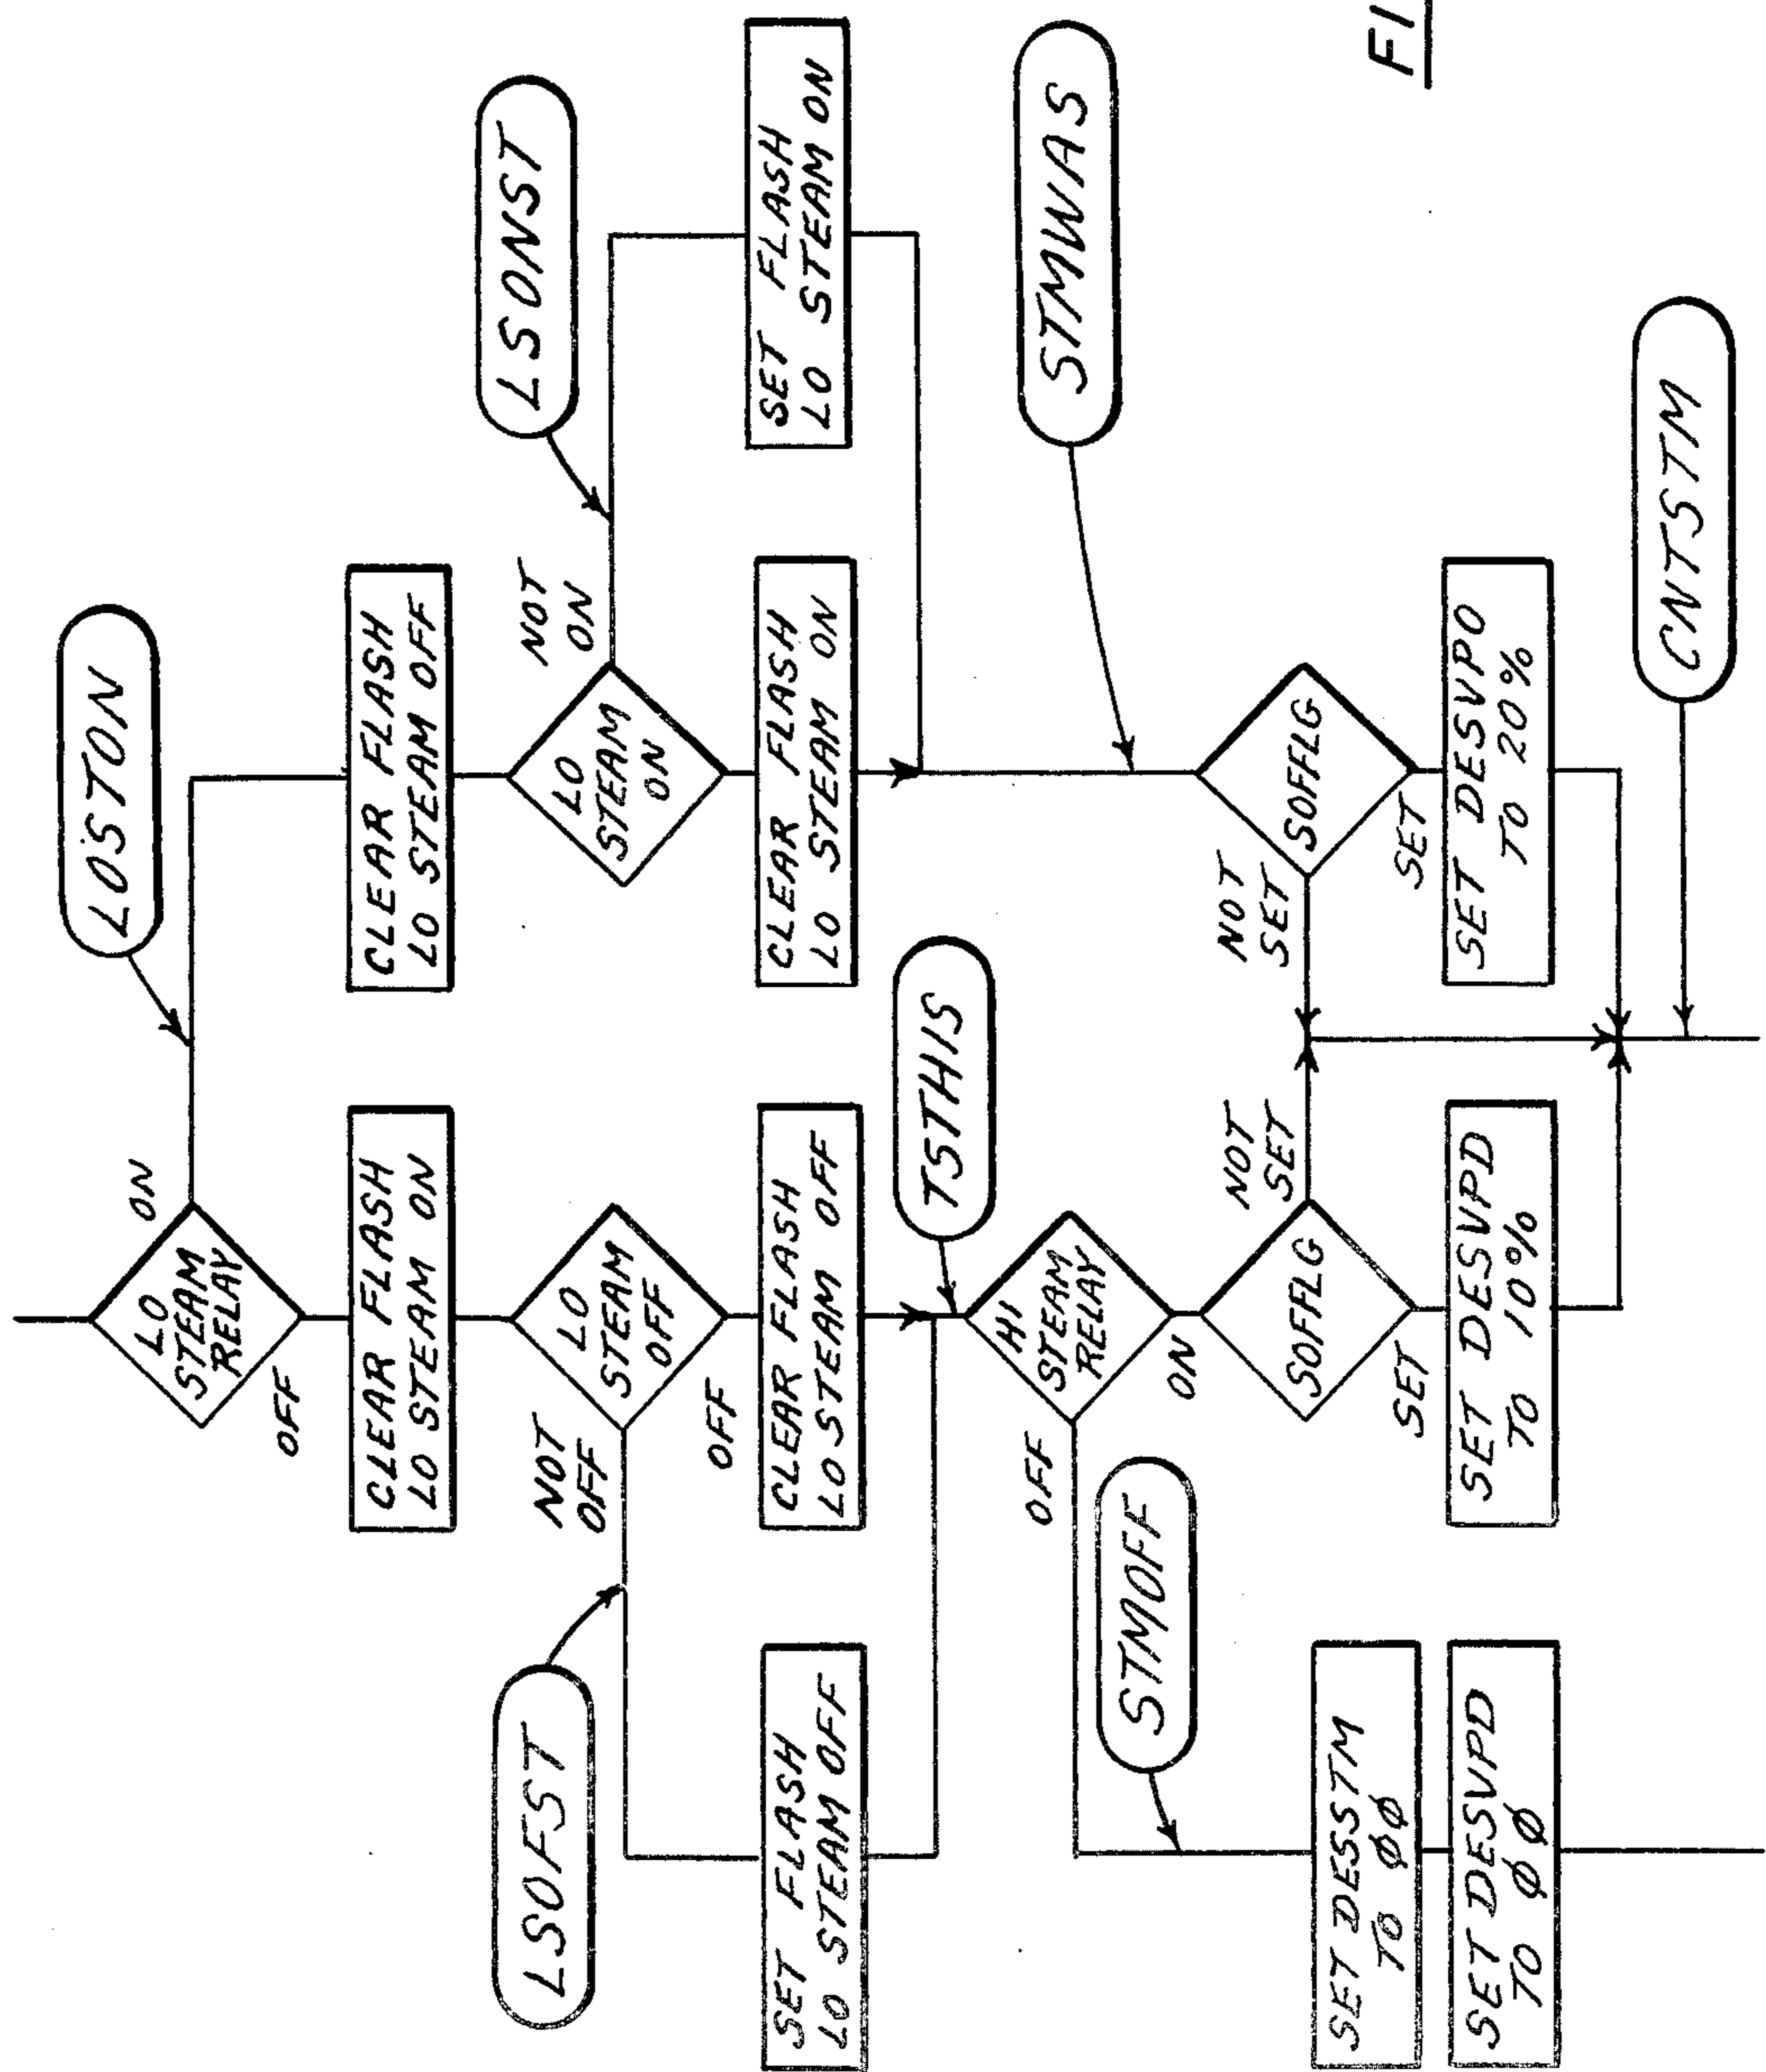 LOSTON
LO
STEAM
RELAY
ON
OFF
CLEAR FLASH
LO STEAM ON
CLEAR FLASH
LO STEAM OFF
LSOFST
NOT
OFF
LO
STEAM
OFF
OFF
LO
STEAM
ON
NOT
ON
LSONST
SET FLASH
LO STEAM OFF
CLEAR FLASH
LO STEAM OFF
CLEAR FLASH
LO STEAM ON
SET FLASH
LO STEAM ON
TSTHIS
HI
STEAM
RELAY
OFF
ON
STMWAS
STMOFF
SOFFLG
NOT
SET
SET
NOT
SET
SOFFLG
SET
SET DESSTM
TO ØØ
SET DESVPD
TO ØØ
SET DESVPD
TO 10%
SET DESVPO
TO 20%
CNTSTM
FI